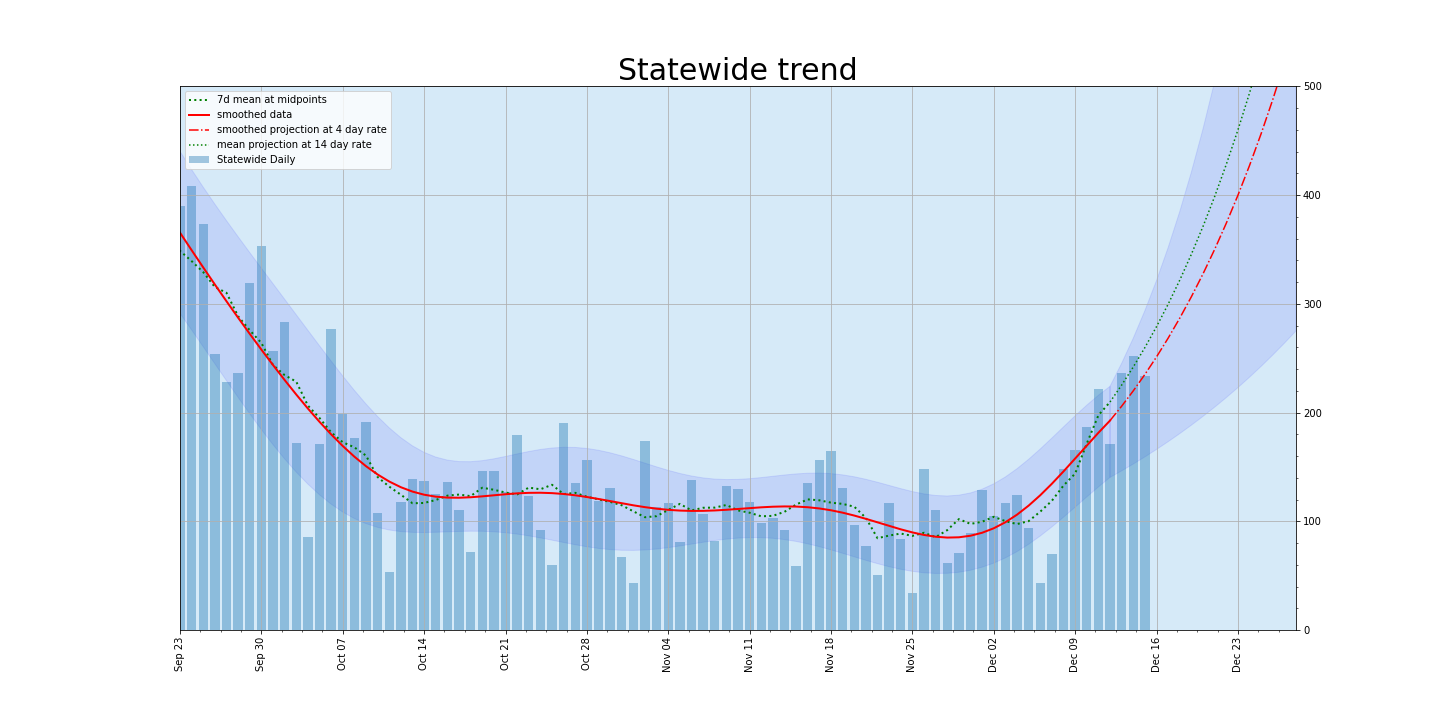 Statewide trend
7d mean at midpoints
smoothed data
smoothed projection at 4 day rate
mean projection at 14 day rate
Statewide Daily
500
400
300
200
100
0
Sep 23
Sep 30
Oct 07
Oct 14
Oct 21
Oct 28
Nov 04
Nov 11
Nov 18
Nov 25
Dec 02
Dec 09
Dec 16
Dec 23